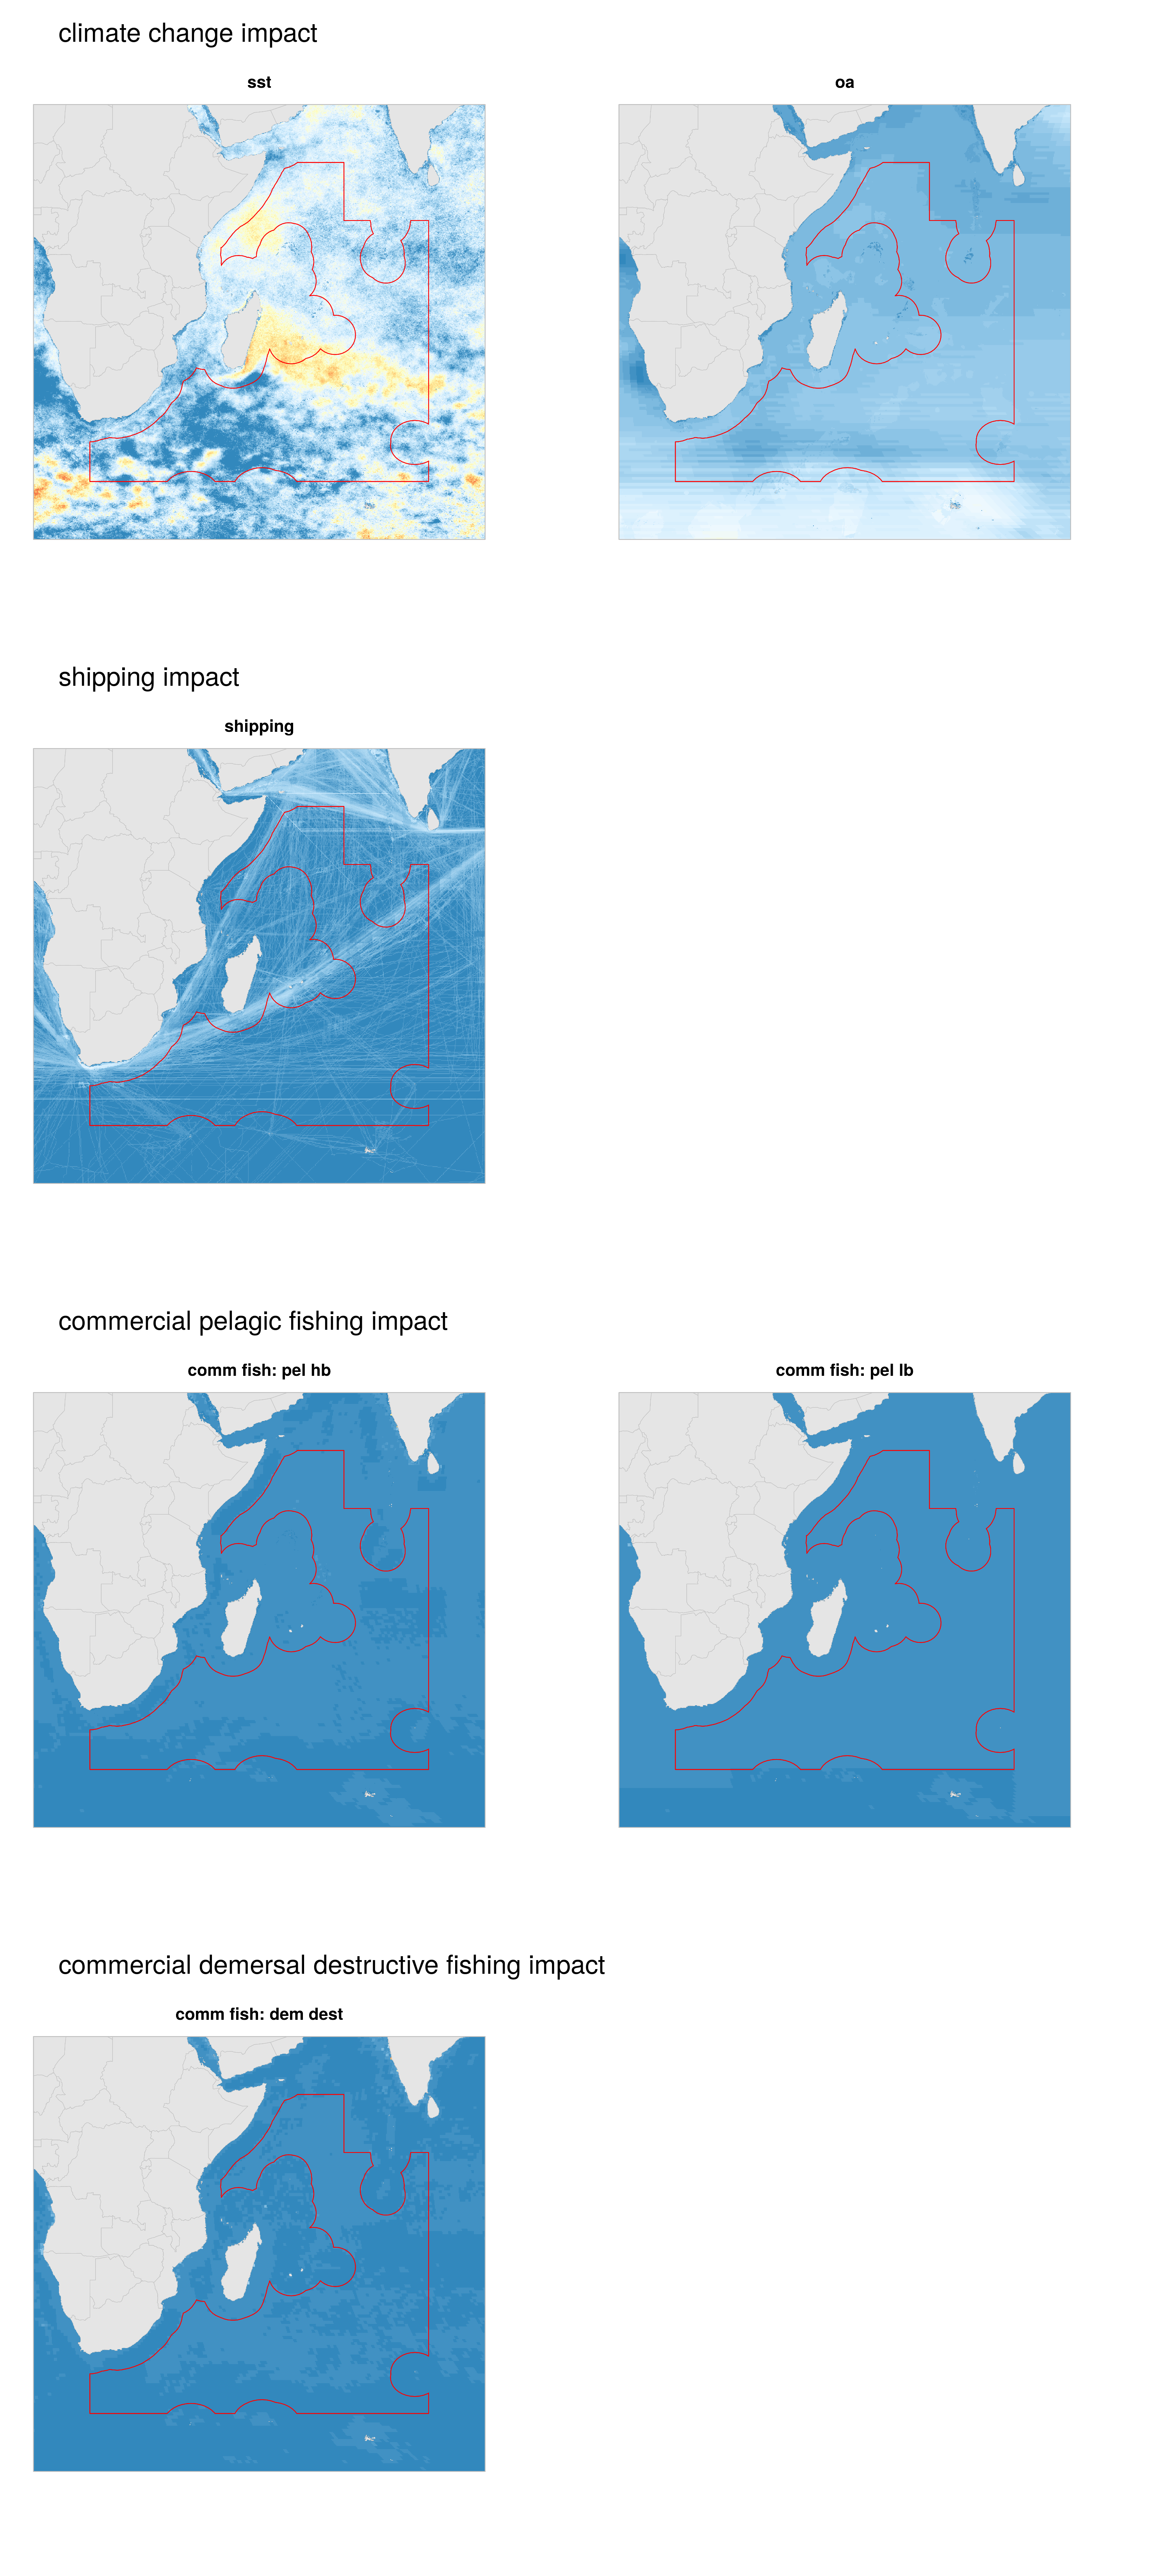 climate change impact
sst
oa
shipping impact
shipping
commercial pelagic fishing impact
comm fish: pel hb
comm fish: pel lb
commercial demersal destructive fishing impact
comm fish: dem dest